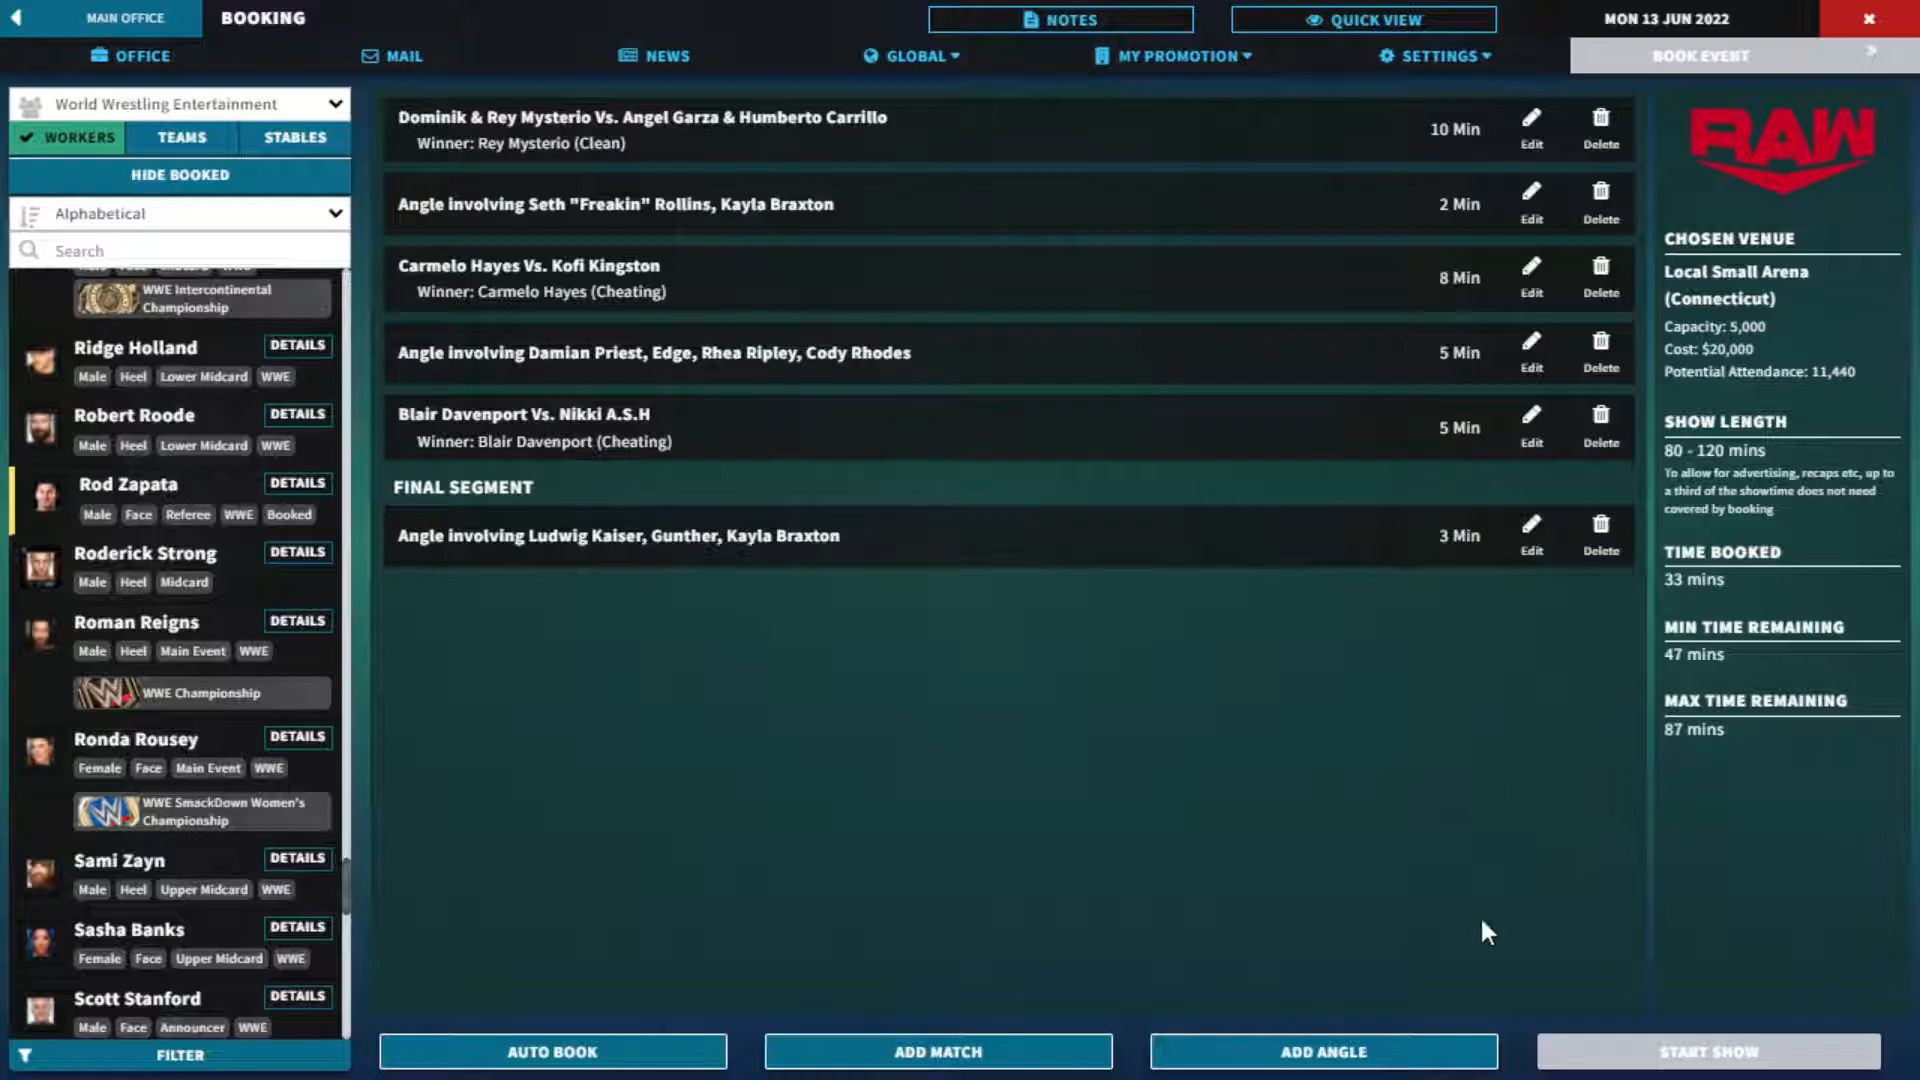 MAIN OFFICE
BOOKING
NOTES
QUICK VIEW
MON 13 JUN 2022
OFFICE
MAIL
NEWS
GLOBAL
MY PROMOTION
SETTINGS
BOOK EVENT
World Wrestling Entertainment
WORKERS
TEAMS
STABLES
HIDE BOOKED
Alphabetical
Search
WWE Intercontinental
Championship
Ridge Holland
DETAILS
Male Heel Lower Midcard WWE
Robert Roode
DETAILS
Male Heel Lower Midcard WWE
Rod Zapata
DETAILS
Male Face Referee WWE Booked
Roderick Strong
DETAILS
Male Heel Midcard
Roman Reigns
DETAILS
Male Heel Main Event WWE
WWE Championship
Ronda Rousey
DETAILS
Female Face Main Event WWE
WWE SmackDown Women's
Championship
Sami Zayn
DETAILS
Male Heel Upper Midcard WWE
Sasha Banks
DETAILS
Female Face Upper Midcard WWE
Scott Stanford
DETAILS
Male Face Announcer WWE
FILTER
Dominik & Rey Mysterio Vs. Angel Garza & Humberto Carrillo
Winner: Rey Mysterio (Clean)
10 Min
Edit
Delete
Angle involving Seth "Freakin" Rollins, Kayla Braxton
2 Min
Edit
Delete
Carmelo Hayes Vs. Kofi Kingston
Winner: Carmelo Hayes (Cheating)
8 Min
Edit
Delete
Angle involving Damian Priest, Edge, Rhea Ripley, Cody Rhodes
5 Min
Edit
Delete
Blair Davenport Vs. Nikki A.S.H
Winner: Blair Davenport (Cheating)
5 Min
Edit
Delete
FINAL SEGMENT
Angle involving Ludwig Kaiser, Gunther, Kayla Braxton
3 Min
Edit
Delete
AUTO BOOK
ADD MATCH
ADD ANGLE
START SHOW
RAW
CHOSEN VENUE
Local Small Arena
(Connecticut)
Capacity: 5,000
Cost: $20,000
Potential Attendance: 11,440
SHOW LENGTH
80 - 120 mins
To allow for advertising, recaps etc, up
to a third of the showtime does not need
covered by booking
TIME BOOKED
33 mins
MIN TIME REMAINING
47 mins
MAX TIME REMAINING
87 mins